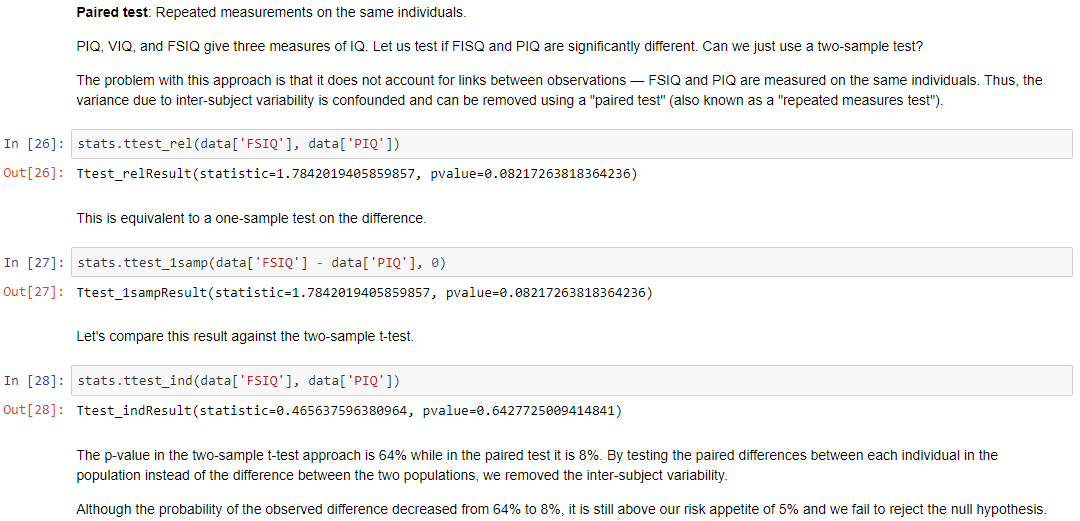 Paired test: Repeated measurements on the same individuals.
PIQ, VIQ, and FSIQ give three measures of IQ. Let us test if FISQ and PIQ are significantly different. Can we just use a two-sample test?
The problem with this approach is that it does not account for links between observations — FSIQ and PIQ are measured on the same individuals. Thus, the
variance due to inter-subject variability is confounded and can be removed using a "paired test" (also known as a "repeated measures test").
In [26]: stats.ttest_rel(data['FSIQ'], data['PIQ'])
Out[26]: Ttest_relResult(statistic=1.7842019405859857, pvalue=0.08217263818364236)
This is equivalent to a one-sample test on the difference.
In [27]: stats.ttest_1samp(data['FSIQ'] - data['PIQ'], 0)
Out[27]: Ttest_1sampResult(statistic=1.7842019405859857, pvalue=0.08217263818364236)
Let's compare this result against the two-sample t-test.
In [28]: stats.ttest_ind(data['FSIQ'], data['PIQ'])
Out[28]: Ttest_indResult(statistic=0.465637596380964, pvalue=0.6427725009414841)
The p-value in the two-sample t-test approach is 64% while in the paired test it is 8%. By testing the paired differences between each individual in the
population instead of the difference between the two populations, we removed the inter-subject variability.
Although the probability of the observed difference decreased from 64% to 8%, it is still above our risk appetite of 5% and we fail to reject the null hypothesis.